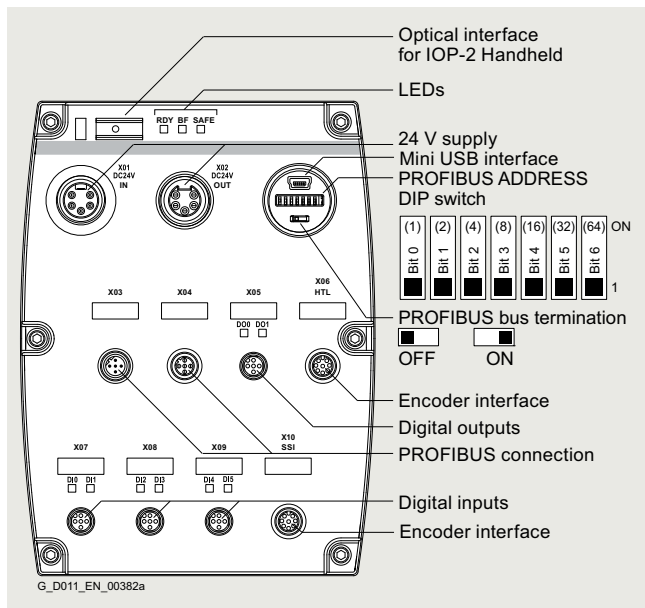 Optical interface
for IOP-2 Handheld
LEDs
RDY BF SAFE
24 V supply
Mini USB interface
PROFIBUS ADDRESS
DIP switch
X01
DC24V
IN
X02
DC24V
OUT
(1) (2) (4) (8) (16) (32) (64) ON
Bit 0 Bit 1 Bit 2 Bit 3 Bit 4 Bit 5 Bit 6
1
PROFIBUS bus termination
OFF ON
X03 X04 X05 X06
HTL
DO0 DO1
Encoder interface
Digital outputs
PROFIBUS connection
X07 X08 X09 X10
SSI
DI0 DI1 DI2 DI3 DI4 DI5
Digital inputs
Encoder interface
G_D011_EN_00382a